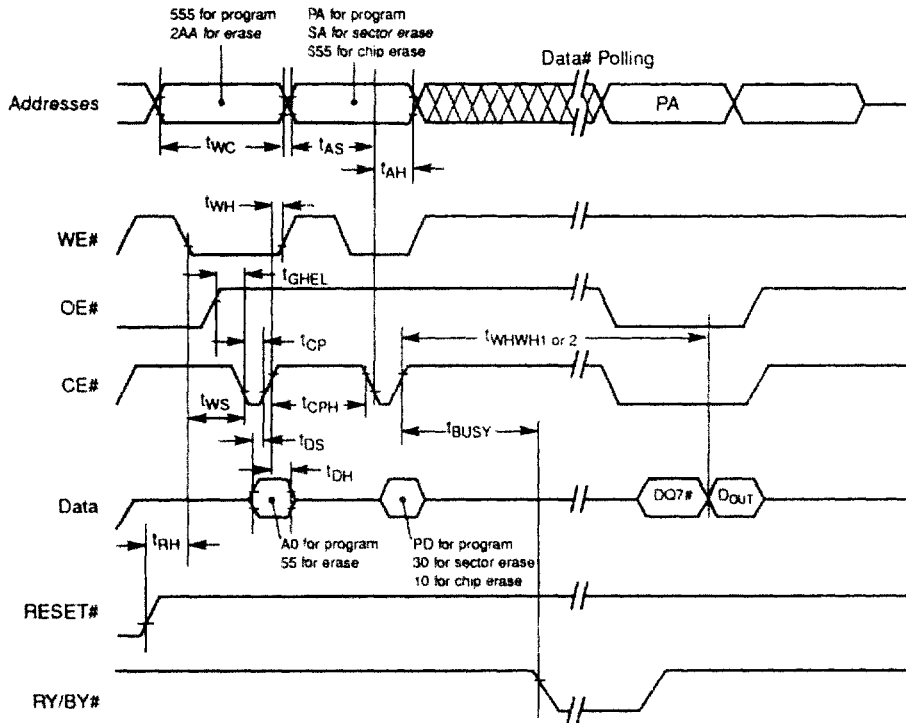 555 for program
2AA for erase
PA for program
SA for sector erase
555 for chip erase
Data# Polling
Addresses
PA
tWC
tAS
tAH
tWH
WE#
tGHEL
OE#
tWHWH1 or 2
tCP
CE#
tWS
tCPH
tBUSY
tDS
tDH
Data
DQ7#
DOUT
tRH
A0 for program
55 for erase
PD for program
30 for sector erase
10 for chip erase
RESET#
RY/BY#